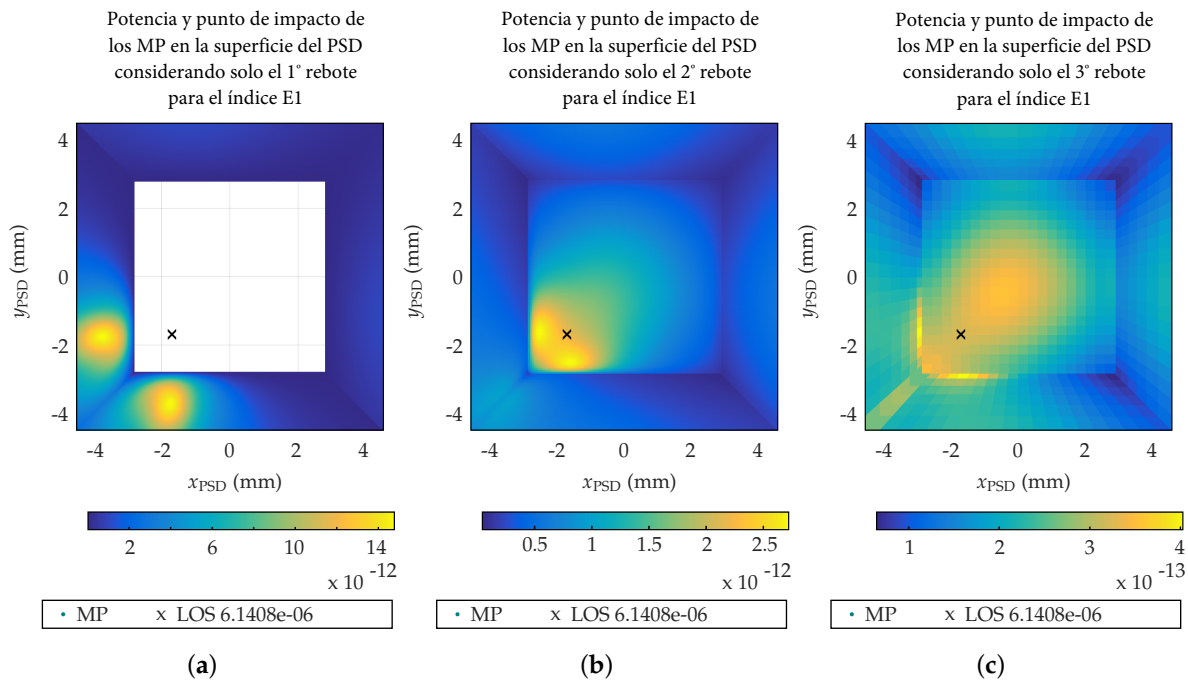 Potencia y punto de impacto de
los MP en la superficie del PSD
considerando solo el 1° rebote
para el índice E1
4
2
0
-2
-4
y_PSD (mm)
-4 -2 0 2 4
x_PSD (mm)
2 6 10 14
x 10 -12
• MP x LOS 6.1408e-06
(a)
Potencia y punto de impacto de
los MP en la superficie del PSD
considerando solo el 2° rebote
para el índice E1
4
2
0
-2
-4
y_PSD (mm)
-4 -2 0 2 4
x_PSD (mm)
0.5 1 1.5 2 2.5
x 10 -12
• MP x LOS 6.1408e-06
(b)
Potencia y punto de impacto de
los MP en la superficie del PSD
considerando solo el 3° rebote
para el índice E1
4
2
0
-2
-4
y_PSD (mm)
-4 -2 0 2 4
x_PSD (mm)
1 2 3 4
x 10 -13
• MP x LOS 6.1408e-06
(c)